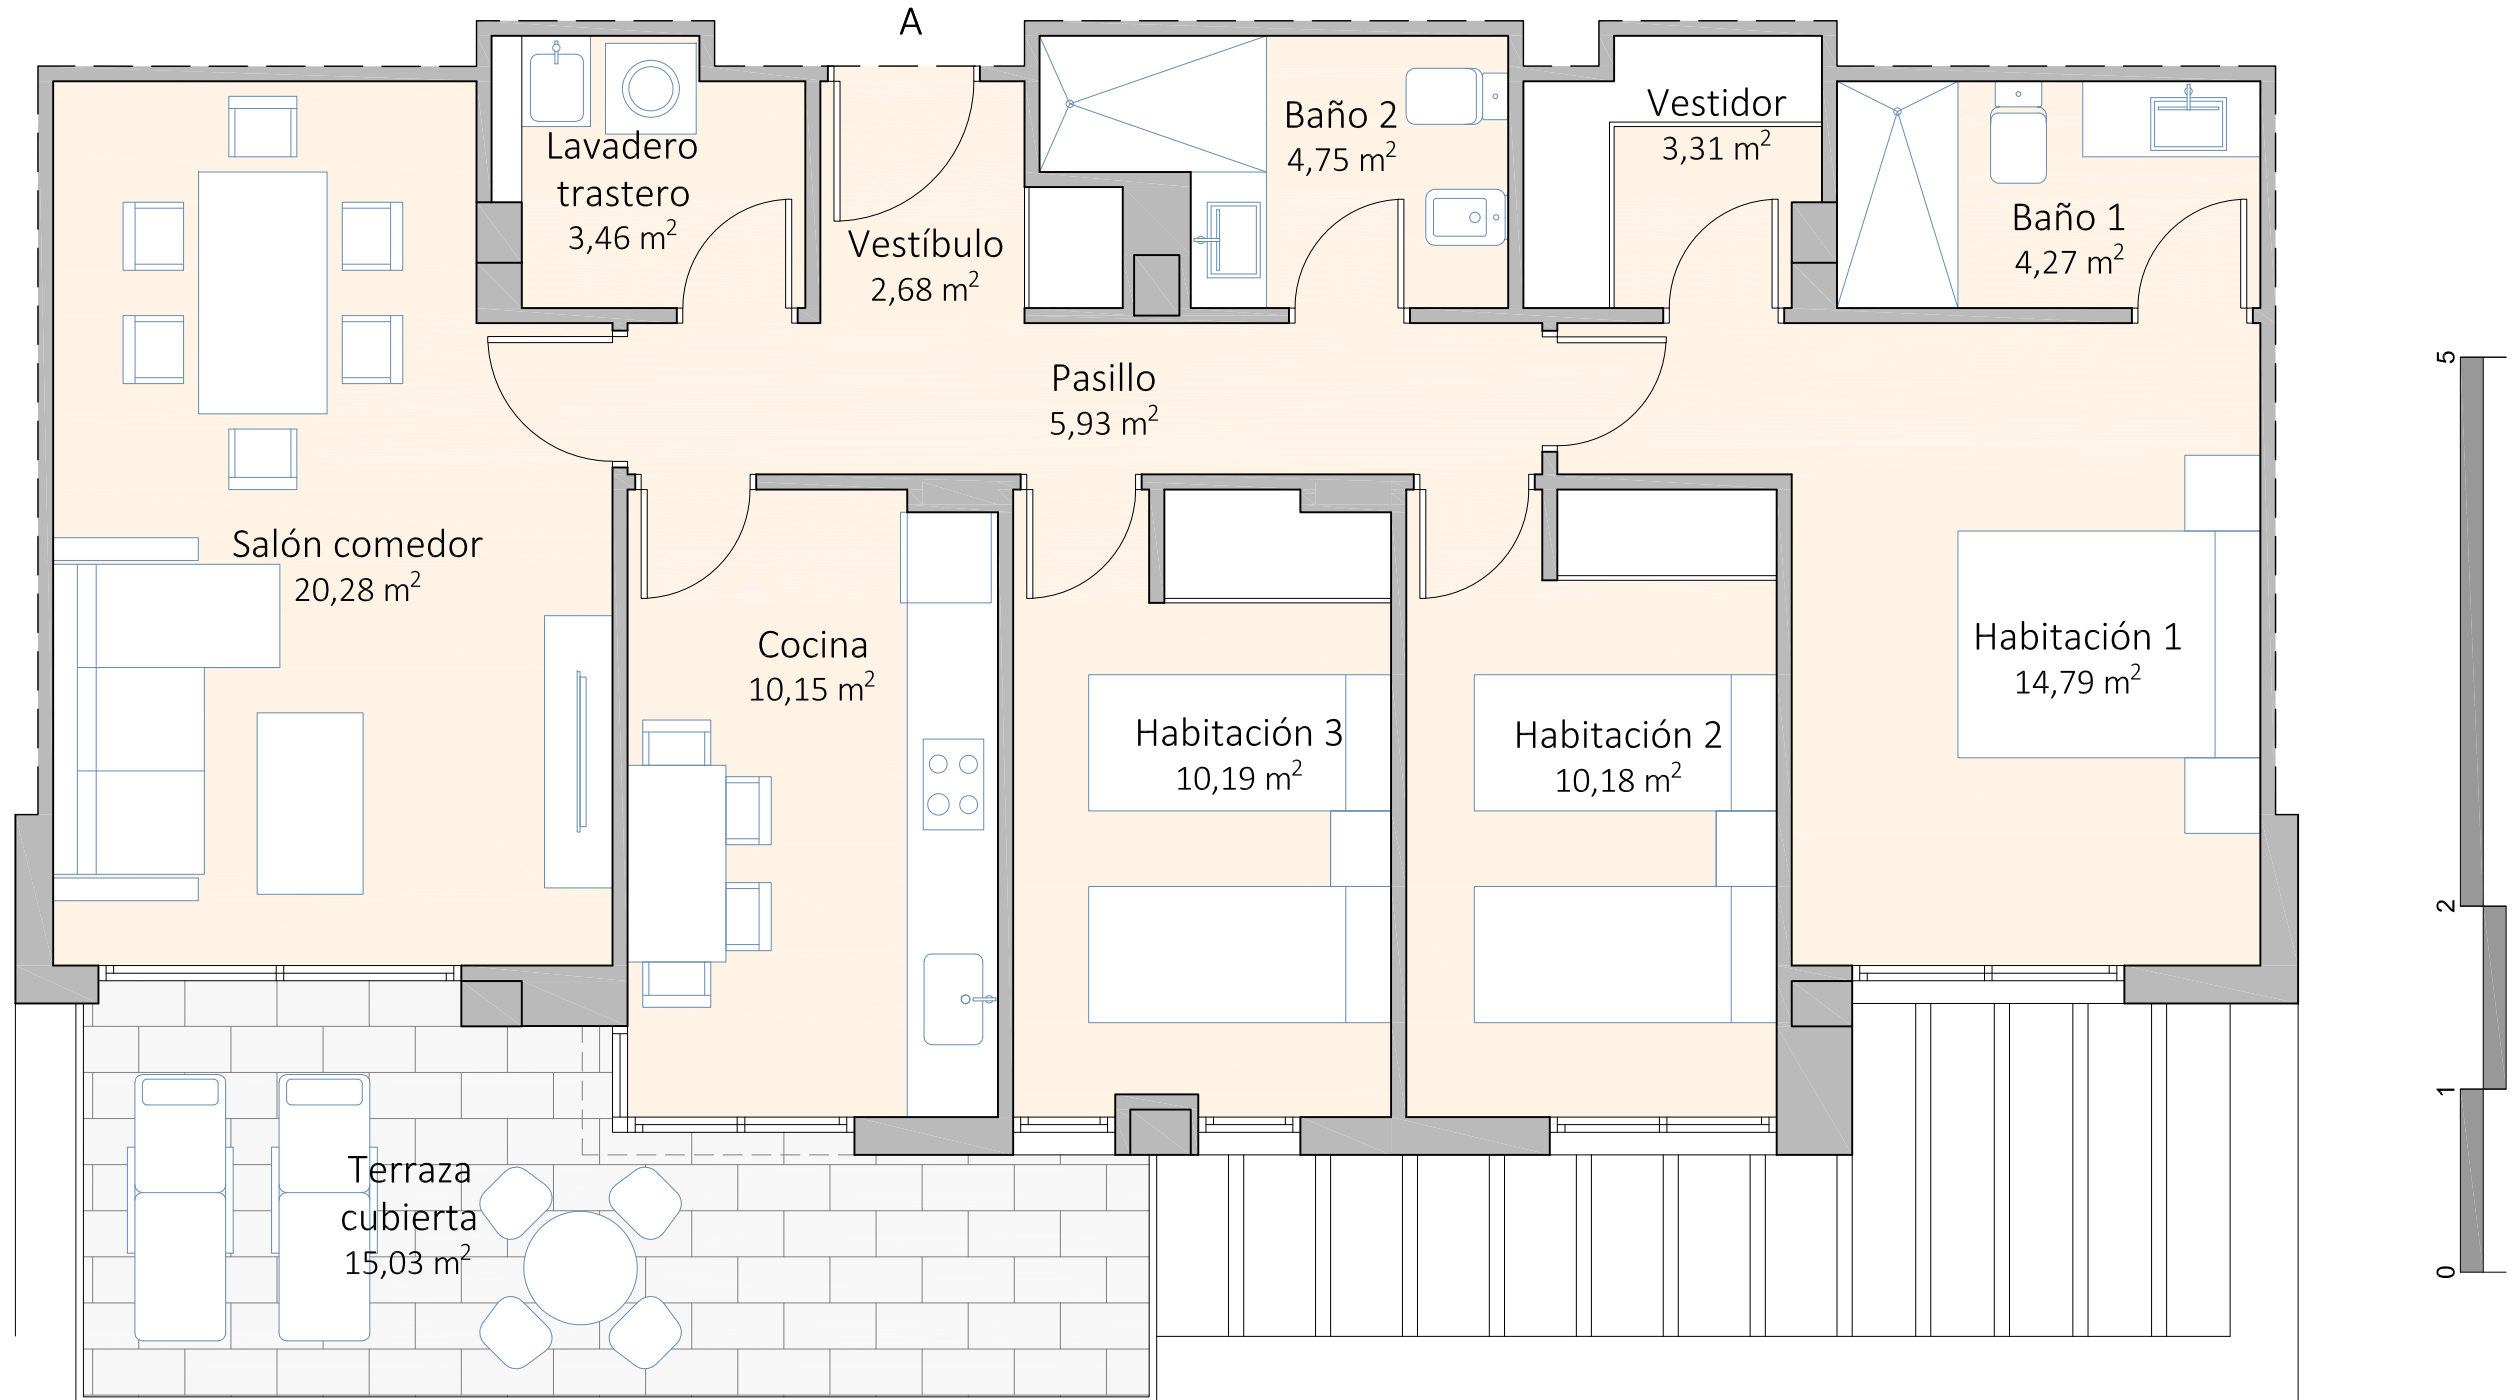 A
Lavadero
trastero
3,46 m²
Vestíbulo
2,68 m²
Baño 2
4,75 m²
Vestidor
3,31 m²
Baño 1
4,27 m²
Pasillo
5,93 m²
Salón comedor
20,28 m²
Cocina
10,15 m²
Habitación 3
10,19 m²
Habitación 2
10,18 m²
Habitación 1
14,79 m²
Terraza
cubierta
15,03 m²
5
2
1
0